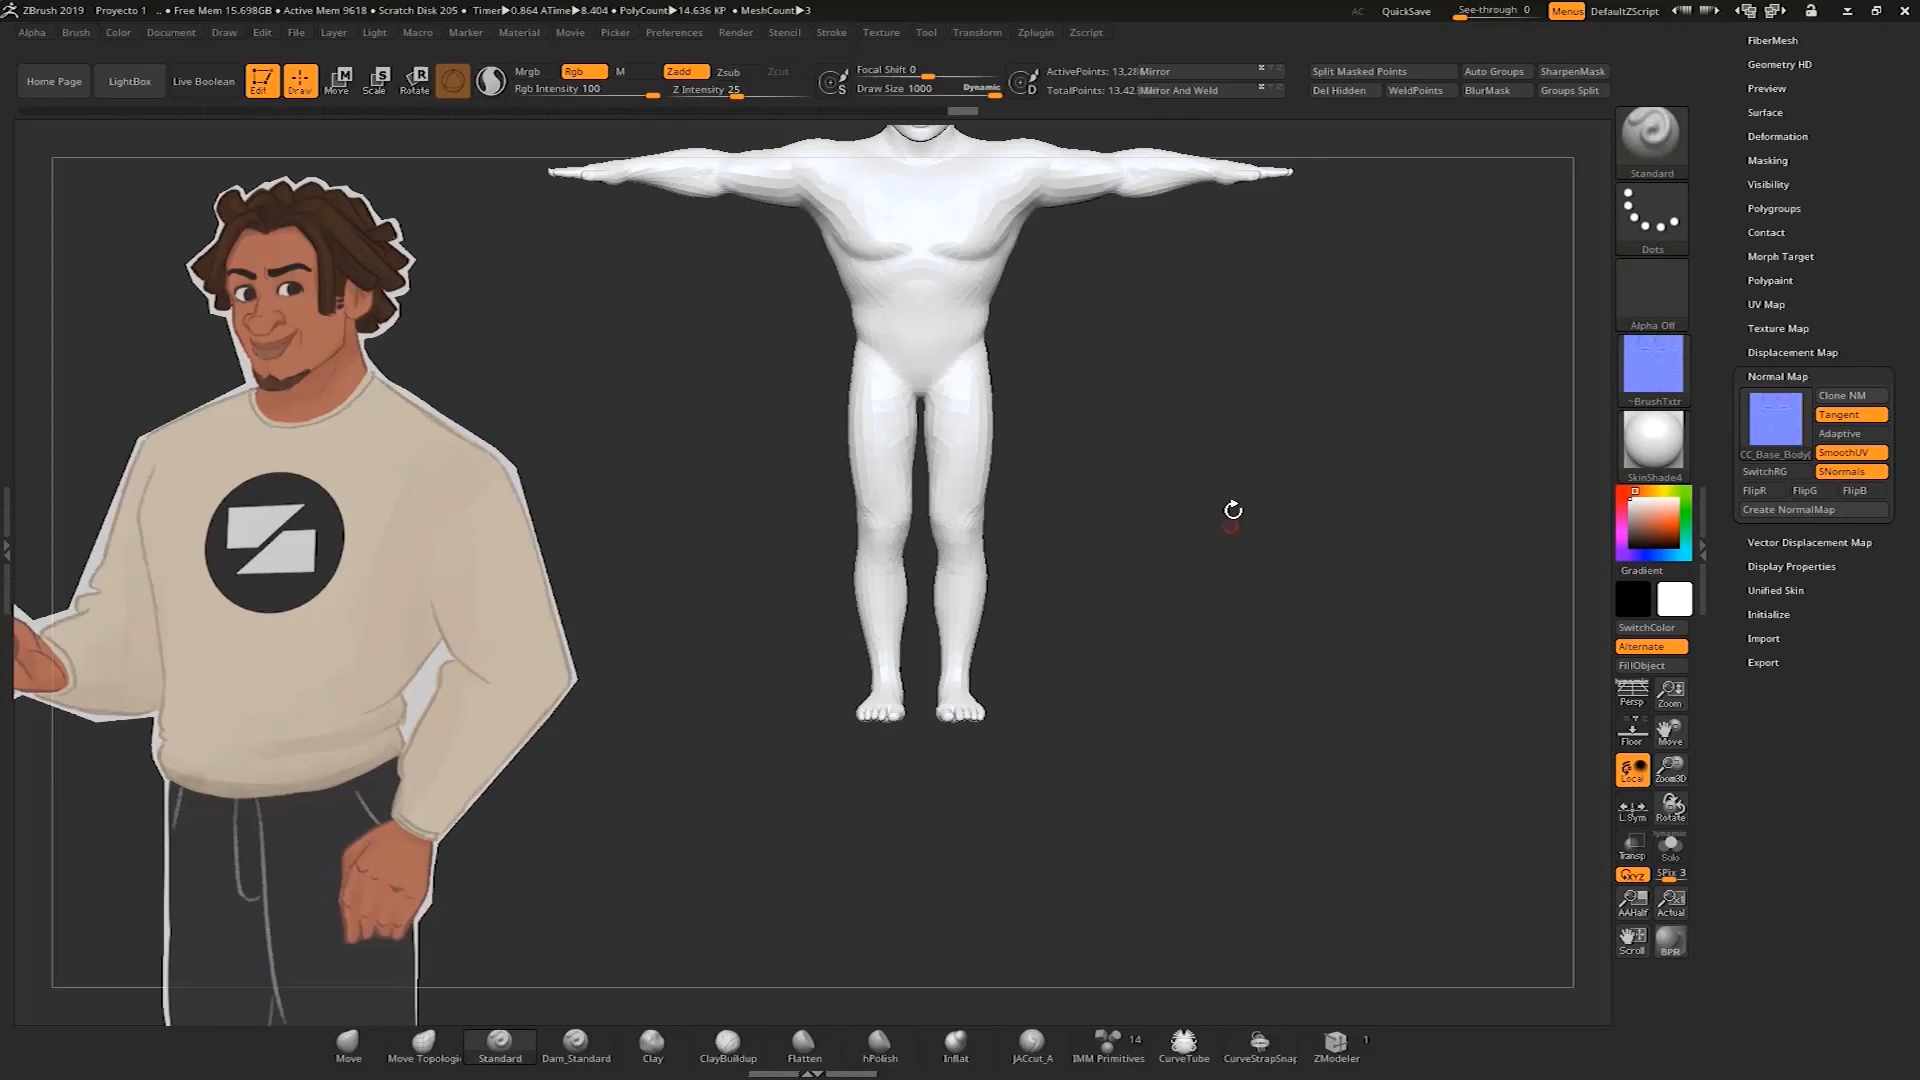 ZBrush 2019 Proyecto 1 .. • Free Mem 15.698GB • Active Mem 9618 • Scratch Disk 205 • Timer▶0.864 ATime▶8.404 • PolyCount▶14.636 KP • MeshCount▶3
AC QuickSave See-through 0 Menus DefaultZScript
Alpha Brush Color Document Draw Edit File Layer Light Macro Marker Material Movie Picker Preferences Render Stencil Stroke Texture Tool Transform Zplugin Zscript
Home Page LightBox Live Boolean Edit Draw Move Scale Rotate
M S R
Mrgb Rgb M Zadd Zsub Zcut
Rgb Intensity 100 Z Intensity 25
S Focal Shift 0
Draw Size 1000 Dynamic D
ActivePoints: 13,28
TotalPoints: 13,42
Mirror
Mirror And Weld
Split Masked Points Auto Groups SharpenMask
Del Hidden WeldPoints BlurMask Groups Split
Standard
Dots
Alpha Off
~BrushTxtr
SkinShade4
Gradient
SwitchColor
Alternate
FillObject
Dynamic
Persp Zoom
Floor Move
Local Zoom3D
L.Sym Rotate
Dynamic
Transp Solo
XYZ SPix 3
AAHalf Actual
Scroll BPR
FiberMesh
Geometry HD
Preview
Surface
Deformation
Masking
Visibility
Polygroups
Contact
Morph Target
Polypaint
UV Map
Texture Map
Displacement Map
Normal Map
Clone NM
Tangent
Adaptive
CC_Base_Body( SmoothUV
SwitchRG SNormals
FlipR FlipG FlipB
Create NormalMap
Vector Displacement Map
Display Properties
Unified Skin
Initialize
Import
Export
Move Move Topologic Standard Dam_Standard Clay ClayBuildup Flatten hPolish Inflat JAccut_A IMM Primitives CurveTube CurveStrapSnap ZModeler
14 1